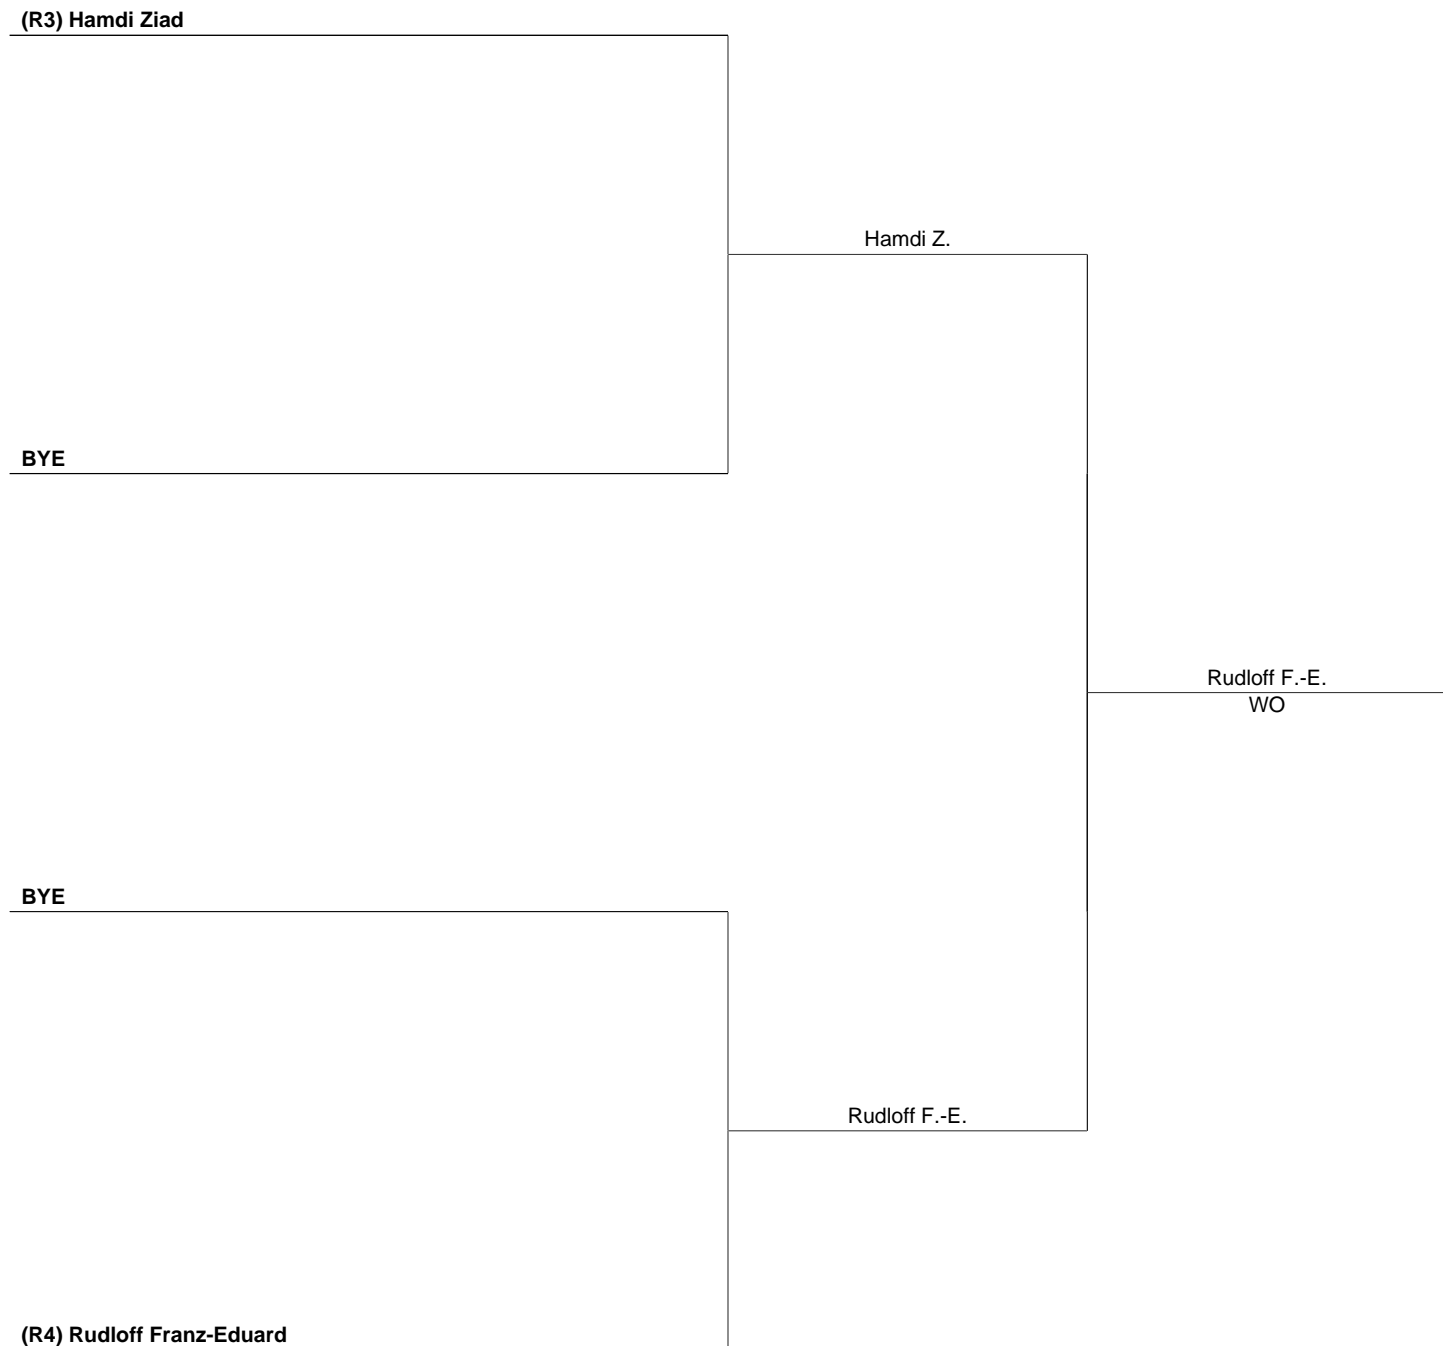 (R3) Hamdi Ziad
Hamdi Z.
BYE
Rudloff F.-E.
WO
BYE
Rudloff F.-E.
(R4) Rudloff Franz-Eduard